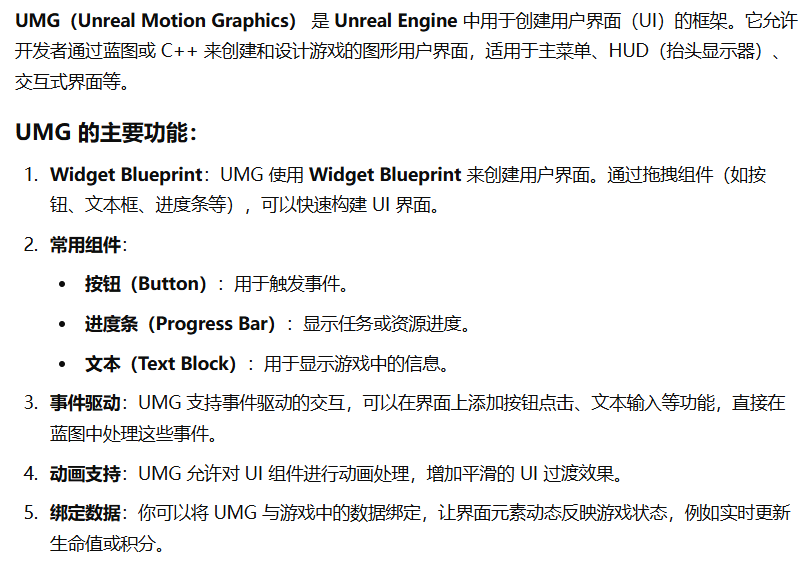 UMG（Unreal Motion Graphics） 是 Unreal Engine 中用于创建用户界面（UI）的框架。它允许
开发者通过蓝图或 C++ 来创建和设计游戏的图形用户界面，适用于主菜单、HUD（抬头显示器）、
交互式界面等。
UMG 的主要功能：
1. Widget Blueprint：UMG 使用 Widget Blueprint 来创建用户界面。通过拖拽组件（如按
钮、文本框、进度条等），可以快速构建 UI 界面。
2. 常用组件：
• 按钮（Button）：用于触发事件。
• 进度条（Progress Bar）：显示任务或资源进度。
• 文本（Text Block）：用于显示游戏中的信息。
3. 事件驱动：UMG 支持事件驱动的交互，可以在界面上添加按钮点击、文本输入等功能，直接在
蓝图中处理这些事件。
4. 动画支持：UMG 允许对 UI 组件进行动画处理，增加平滑的 UI 过渡效果。
5. 绑定数据：你可以将 UMG 与游戏中的数据绑定，让界面元素动态反映游戏状态，例如实时更新
生命值或积分。